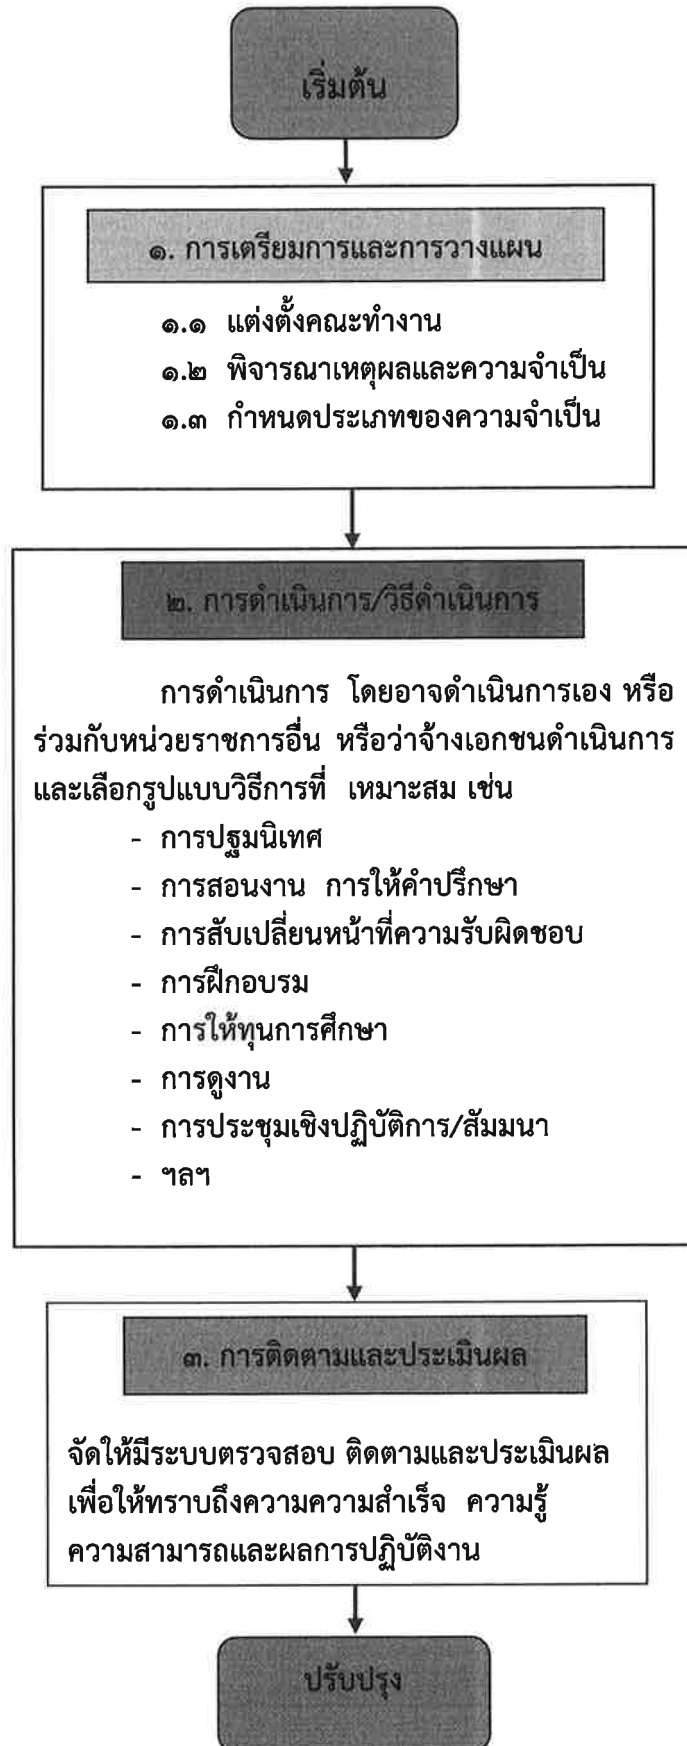 เริ่มต้น
๑. การเตรียมการและการวางแผน
๑.๑ แต่งตั้งคณะทำงาน
๑.๒ พิจารณาเหตุผลและความจำเป็น
๑.๓ กำหนดประเภทของความจำเป็น
๒. การดำเนินการ/วิธีดำเนินการ
การดำเนินการ โดยอาจดำเนินการเอง หรือ
ร่วมกับหน่วยราชการอื่น หรือว่าจ้างเอกชนดำเนินการ
และเลือกรูปแบบวิธีการที่ เหมาะสม เช่น
- การปฐมนิเทศ
- การสอนงาน การให้คำปรึกษา
- การสับเปลี่ยนหน้าที่ความรับผิดชอบ
- การฝึกอบรม
- การให้ทุนการศึกษา
- การดูงาน
- การประชุมเชิงปฏิบัติการ/สัมมนา
- ฯลฯ
๓. การติดตามและประเมินผล
จัดให้มีระบบตรวจสอบ ติดตามและประเมินผล
เพื่อให้ทราบถึงความความสำเร็จ ความรู้
ความสามารถและผลการปฏิบัติงาน
ปรับปรุง